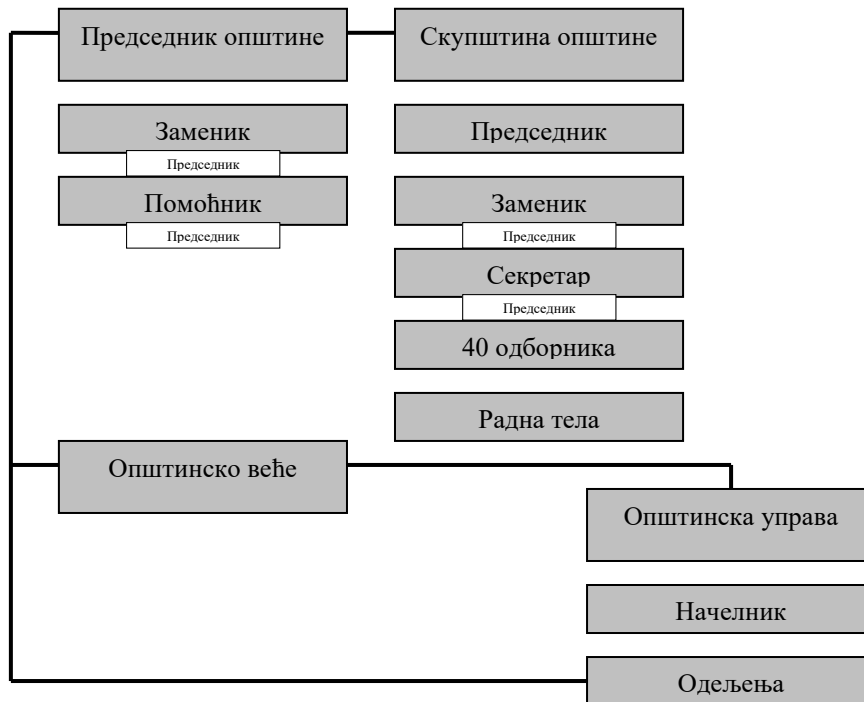 Председник општине
Скупштина општине
Заменик
Председник
Председник
Помоћник
Заменик
Председник
Председник
Секретар
Председник
40 одборника
Радна тела
Општинско веће
Општинска управа
Начелник
Одељења